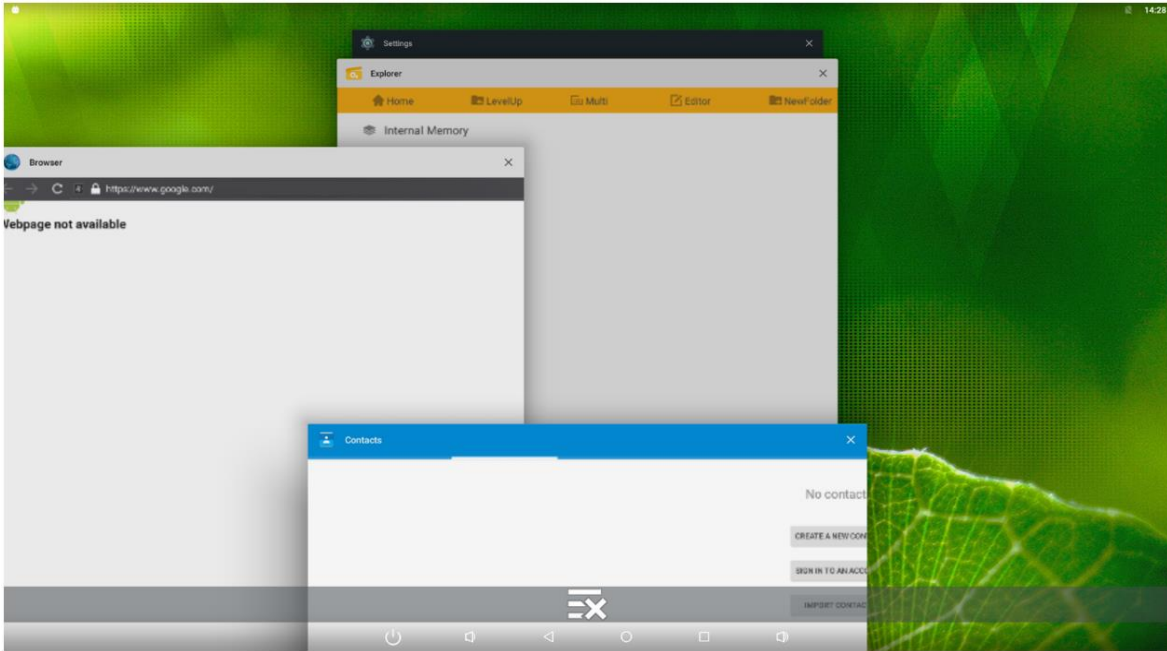 14:28
Settings
Explorer
Home LevelUp Multi Editor NewFolder
Internal Memory
Browser
https://www.google.com/
Webpage not available
Contacts
No contact
CREATE A NEW CON
SIGN IN TO AN ACCO
IMPORT CONTAC